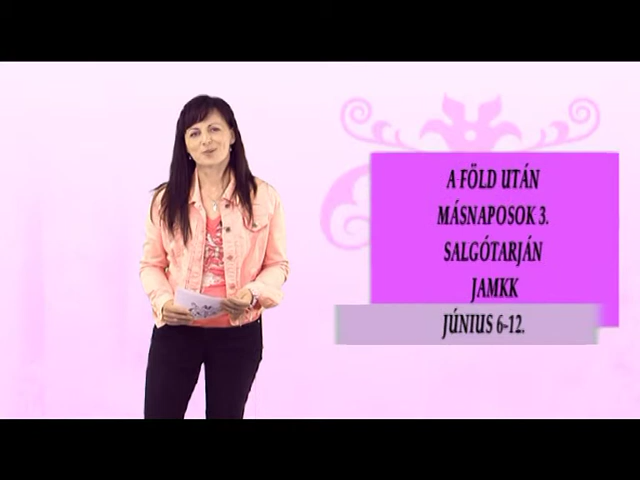 A FÖLD UTÁN
MÁSNAPOSOK 3.
SALGÓTARJÁN
JAMKK
JÚNIUS 6-12.